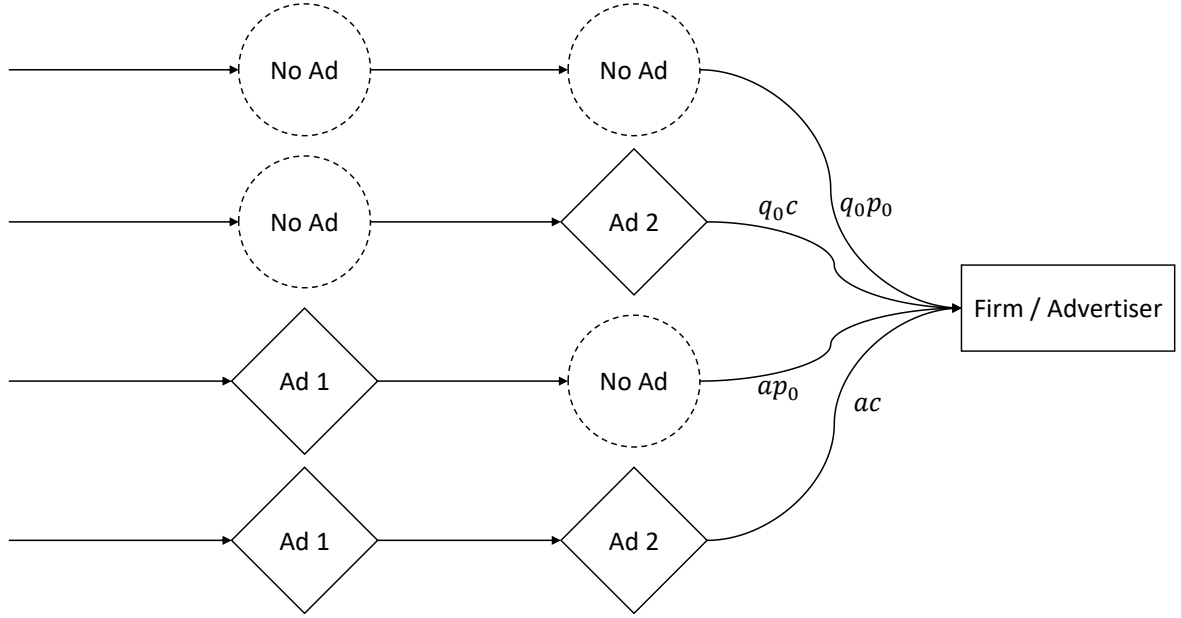 No Ad
No Ad
No Ad
Ad 2
q₀c
q₀p₀
Firm / Advertiser
Ad 1
No Ad
ap₀
ac
Ad 1
Ad 2